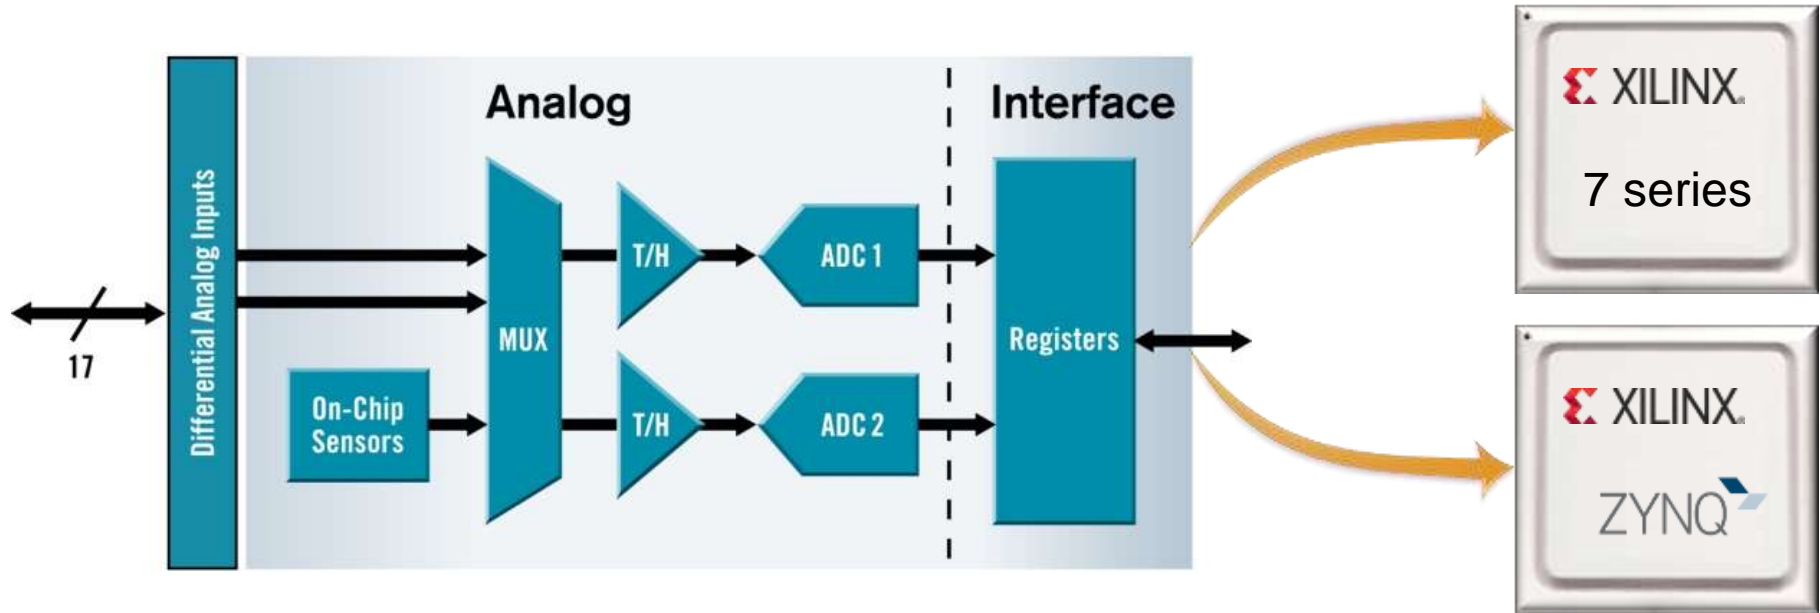 Analog
Interface
17
Differential Analog Inputs
On-Chip
Sensors
MUX
T/H
ADC 1
T/H
ADC 2
Registers
XILINX
7 series
XILINX
ZYNQ